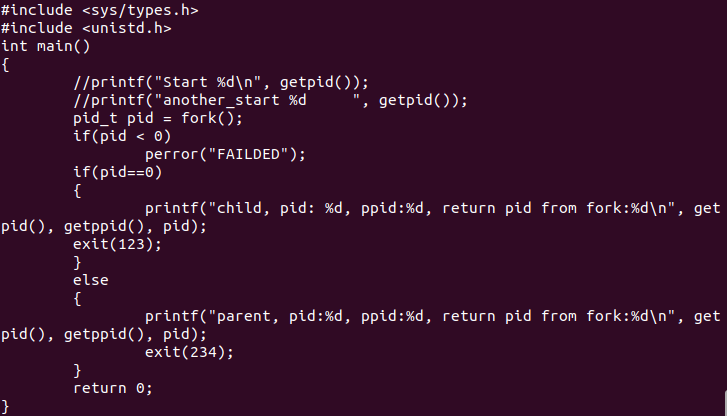 #include <sys/types.h>
#include <unistd.h>
int main()
{
        //printf("Start %d\n", getpid());
        //printf("another_start %d     ", getpid());
        pid_t pid = fork();
        if(pid < 0)
                perror("FAILDED");
        if(pid==0)
        {
                printf("child, pid: %d, ppid:%d, return pid from fork:%d\n", get
pid(), getppid(), pid);
        exit(123);
        }
        else
        {
                printf("parent, pid:%d, ppid:%d, return pid from fork:%d\n", get
pid(), getppid(), pid);
                exit(234);
        }
        return 0;
}